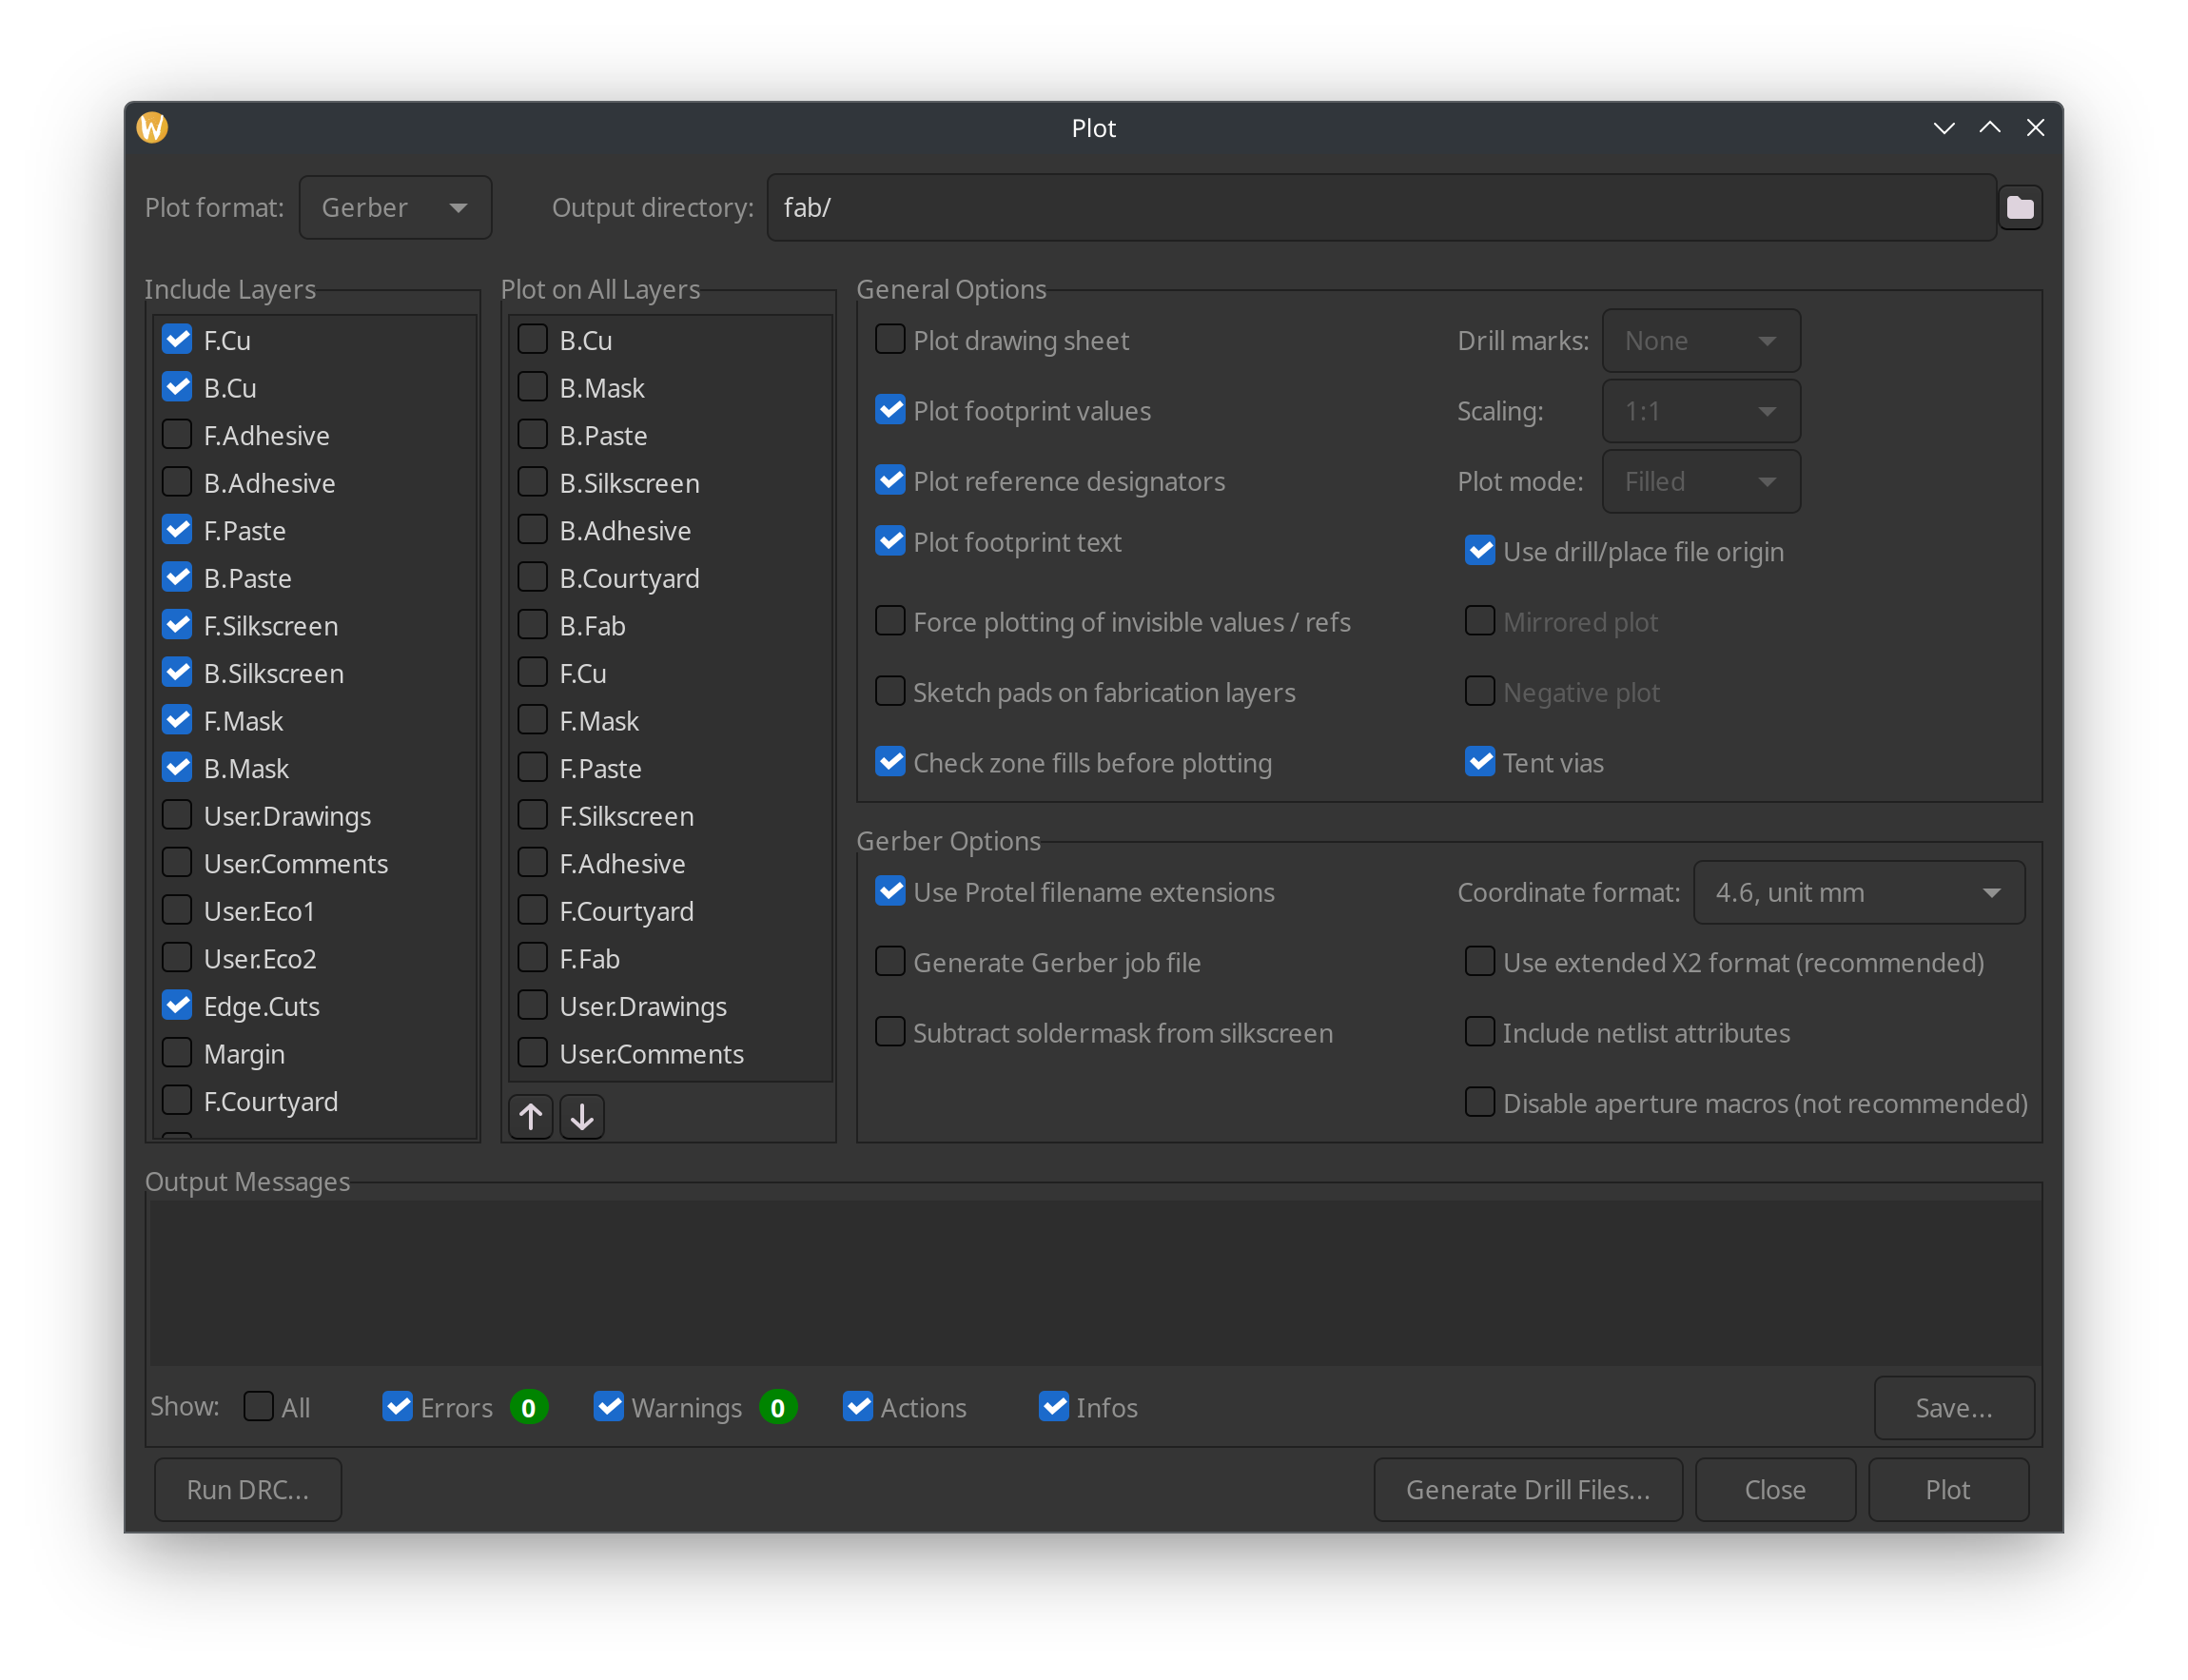 Plot
Plot format: Gerber Output directory: fab/
Include Layers
F.Cu
B.Cu
F.Adhesive
B.Adhesive
F.Paste
B.Paste
F.Silkscreen
B.Silkscreen
F.Mask
B.Mask
User.Drawings
User.Comments
User.Eco1
User.Eco2
Edge.Cuts
Margin
F.Courtyard
Plot on All Layers
B.Cu
B.Mask
B.Paste
B.Silkscreen
B.Adhesive
B.Courtyard
B.Fab
F.Cu
F.Mask
F.Paste
F.Silkscreen
F.Adhesive
F.Courtyard
F.Fab
User.Drawings
User.Comments
General Options
Plot drawing sheet
Plot footprint values
Plot reference designators
Plot footprint text
Force plotting of invisible values / refs
Sketch pads on fabrication layers
Check zone fills before plotting
Drill marks: None
Scaling: 1:1
Plot mode: Filled
Use drill/place file origin
Mirrored plot
Negative plot
Tent vias
Gerber Options
Use Protel filename extensions
Generate Gerber job file
Subtract soldermask from silkscreen
Coordinate format: 4.6, unit mm
Use extended X2 format (recommended)
Include netlist attributes
Disable aperture macros (not recommended)
Output Messages
Show: All Errors 0 Warnings 0 Actions Infos Save...
Run DRC... Generate Drill Files... Close Plot